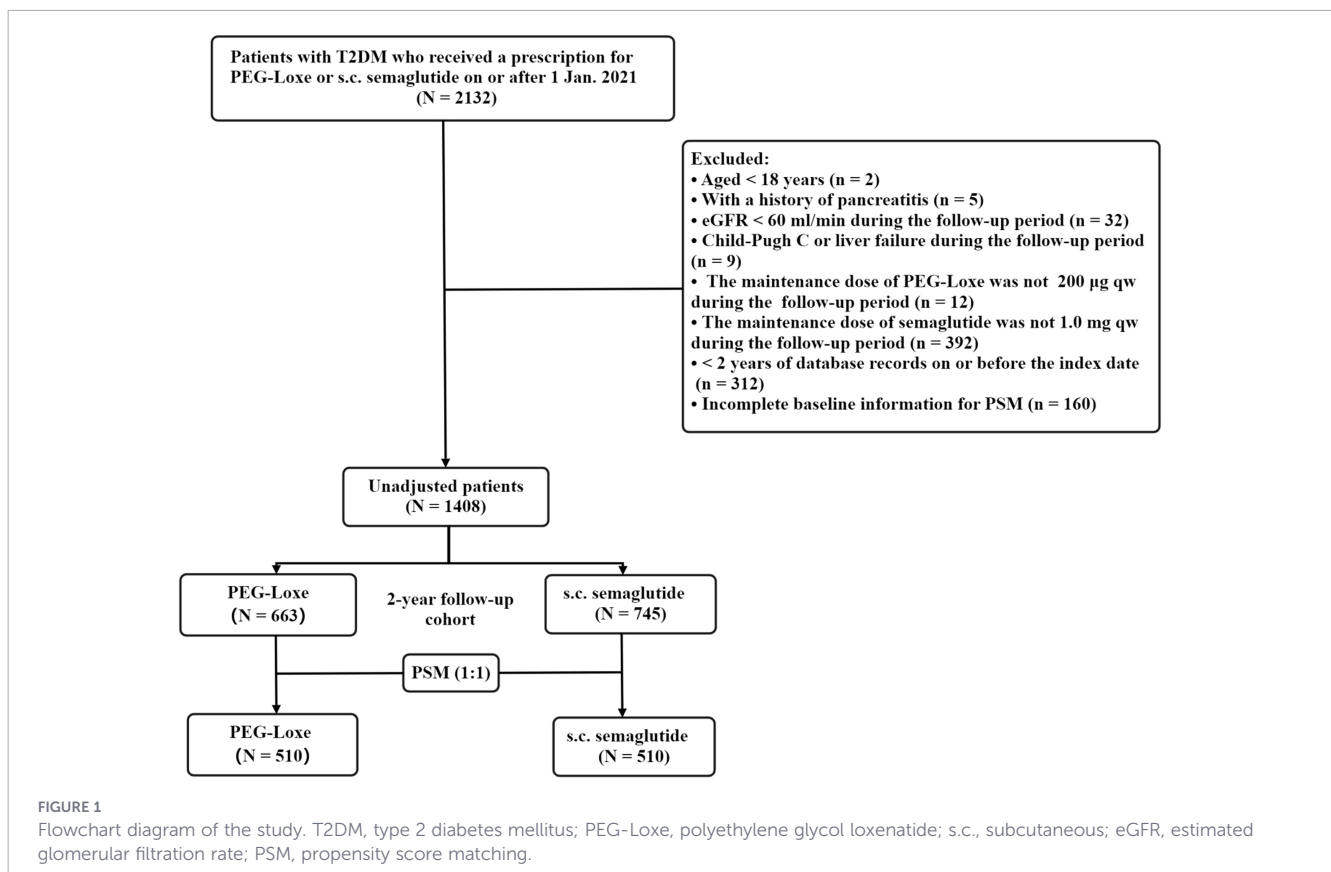 Patients with T2DM who received a prescription for
PEG-Loxe or s.c. semaglutide on or after 1 Jan. 2021
(N = 2132)
Excluded:
• Aged < 18 years (n = 2)
• With a history of pancreatitis (n = 5)
• eGFR < 60 ml/min during the follow-up period (n = 32)
• Child-Pugh C or liver failure during the follow-up period
(n = 9)
• The maintenance dose of PEG-Loxe was not 200 μg qw
during the follow-up period (n = 12)
• The maintenance dose of semaglutide was not 1.0 mg qw
during the follow-up period (n = 392)
• < 2 years of database records on or before the index date
(n = 312)
• Incomplete baseline information for PSM (n = 160)
Unadjusted patients
(N = 1408)
PEG-Loxe
(N = 663)
2-year follow-up
cohort
s.c. semaglutide
(N = 745)
PSM (1:1)
PEG-Loxe
(N = 510)
s.c. semaglutide
(N = 510)
FIGURE 1
Flowchart diagram of the study. T2DM, type 2 diabetes mellitus; PEG-Loxe, polyethylene glycol loxenatide; s.c., subcutaneous; eGFR, estimated
glomerular filtration rate; PSM, propensity score matching.